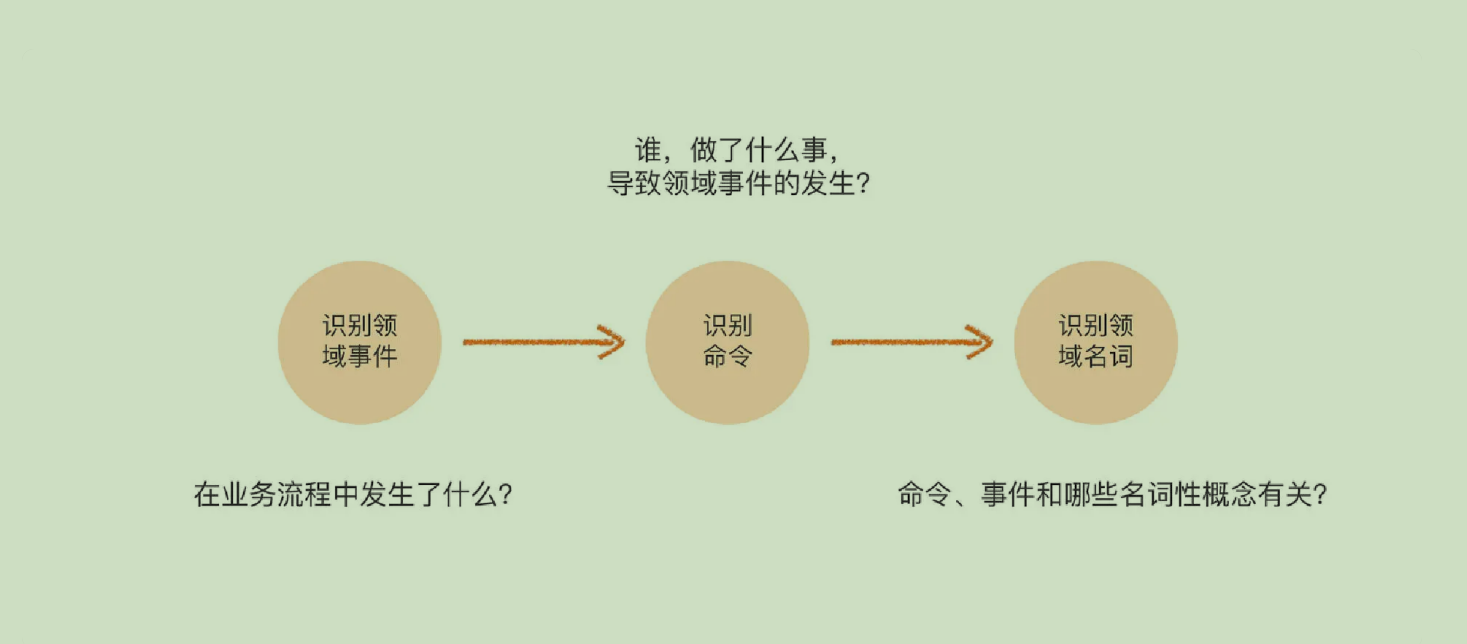 谁，做了什么事，
导致领域事件的发生？
识别领
域事件
识别
命令
识别领
域名词
在业务流程中发生了什么？
命令、事件和哪些名词性概念有关？